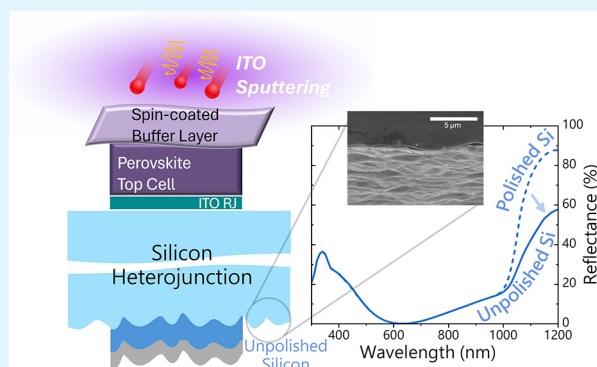 ITO
Sputtering
Spin-coated
Buffer Layer
Perovskite
Top Cell
ITO RJ
Silicon
Heterojunction
Unpolished
Silicon
5 µm
Polished Si
Unpolished Si
100
80
60
40
20
0
Reflectance (%)
400
600
800
1000
1200
Wavelength (nm)